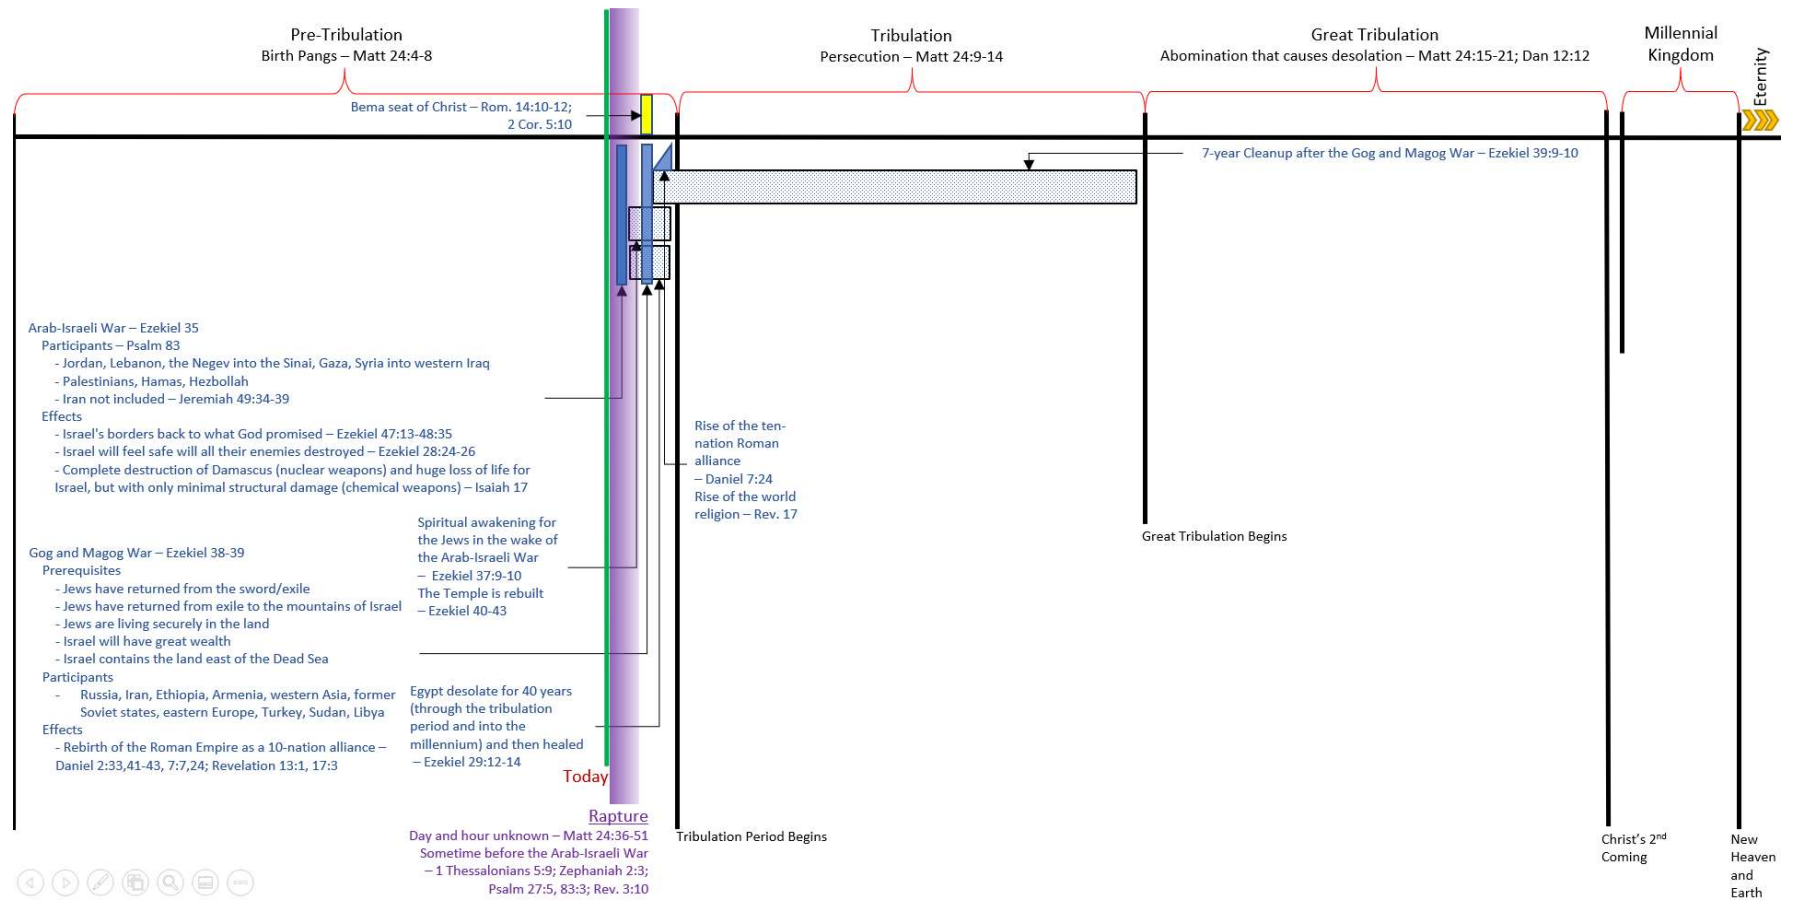 Pre-Tribulation
Birth Pangs – Matt 24:4-8
Tribulation
Persecution – Matt 24:9-14
Great Tribulation
Abomination that causes desolation – Matt 24:15-21; Dan 12:12
Millennial
Kingdom
Eternity
Bema seat of Christ – Rom. 14:10-12;
2 Cor. 5:10
7-year Cleanup after the Gog and Magog War – Ezekiel 39:9-10
Arab-Israeli War – Ezekiel 35
Participants – Psalm 83
- Jordan, Lebanon, the Negev into the Sinai, Gaza, Syria into western Iraq
- Palestinians, Hamas, Hezbollah
- Iran not included – Jeremiah 49:34-39
Effects
- Israel's borders back to what God promised – Ezekiel 47:13-48:35
- Israel will feel safe will all their enemies destroyed – Ezekiel 28:24-26
- Complete destruction of Damascus (nuclear weapons) and huge loss of life for
Israel, but with only minimal structural damage (chemical weapons) – Isaiah 17
Rise of the ten-
nation Roman
alliance
– Daniel 7:24
Rise of the world
religion – Rev. 17
Spiritual awakening for
the Jews in the wake of
the Arab-Israeli War
– Ezekiel 37:9-10
The Temple is rebuilt
– Ezekiel 40-43
Great Tribulation Begins
Gog and Magog War – Ezekiel 38-39
Prerequisites
- Jews have returned from the sword/exile
- Jews have returned from exile to the mountains of Israel
- Jews are living securely in the land
- Israel will have great wealth
- Israel contains the land east of the Dead Sea
Participants
- Russia, Iran, Ethiopia, Armenia, western Asia, former
Soviet states, eastern Europe, Turkey, Sudan, Libya
Effects
- Rebirth of the Roman Empire as a 10-nation alliance –
Daniel 2:33,41-43, 7:7,24; Revelation 13:1, 17:3
Egypt desolate for 40 years
(through the tribulation
period and into the
millennium) and then healed
– Ezekiel 29:12-14
Today
Rapture
Day and hour unknown – Matt 24:36-51
Sometime before the Arab-Israeli War
– 1 Thessalonians 5:9; Zephaniah 2:3;
Psalm 27:5, 83:3; Rev. 3:10
Tribulation Period Begins
Christ's 2nd
Coming
New
Heaven
and
Earth